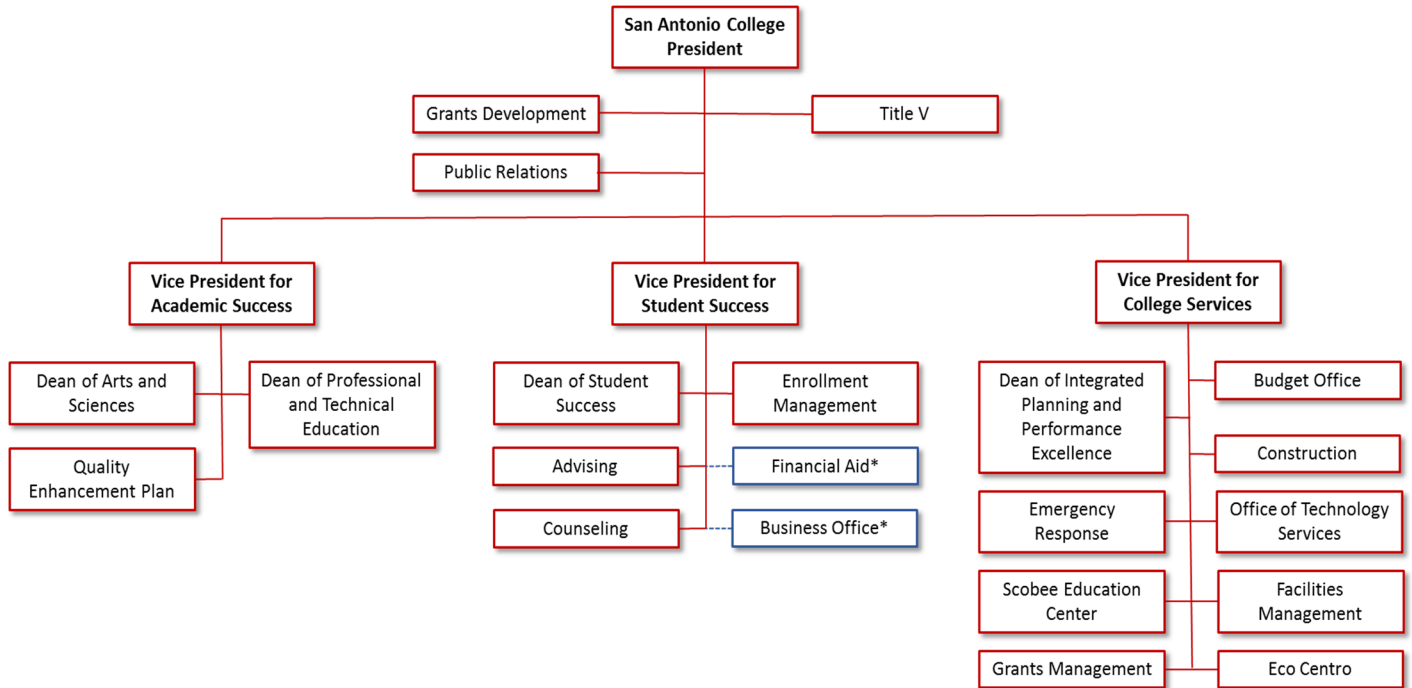 San Antonio College
President
Grants Development
Title V
Public Relations
Vice President for
Academic Success
Vice President for
Student Success
Vice President for
College Services
Dean of Arts and
Sciences
Dean of Professional
and Technical
Education
Quality
Enhancement Plan
Dean of Student
Success
Enrollment
Management
Advising
Financial Aid*
Counseling
Business Office*
Dean of Integrated
Planning and
Performance
Excellence
Budget Office
Construction
Emergency
Response
Office of Technology
Services
Scobee Education
Center
Facilities
Management
Grants Management
Eco Centro